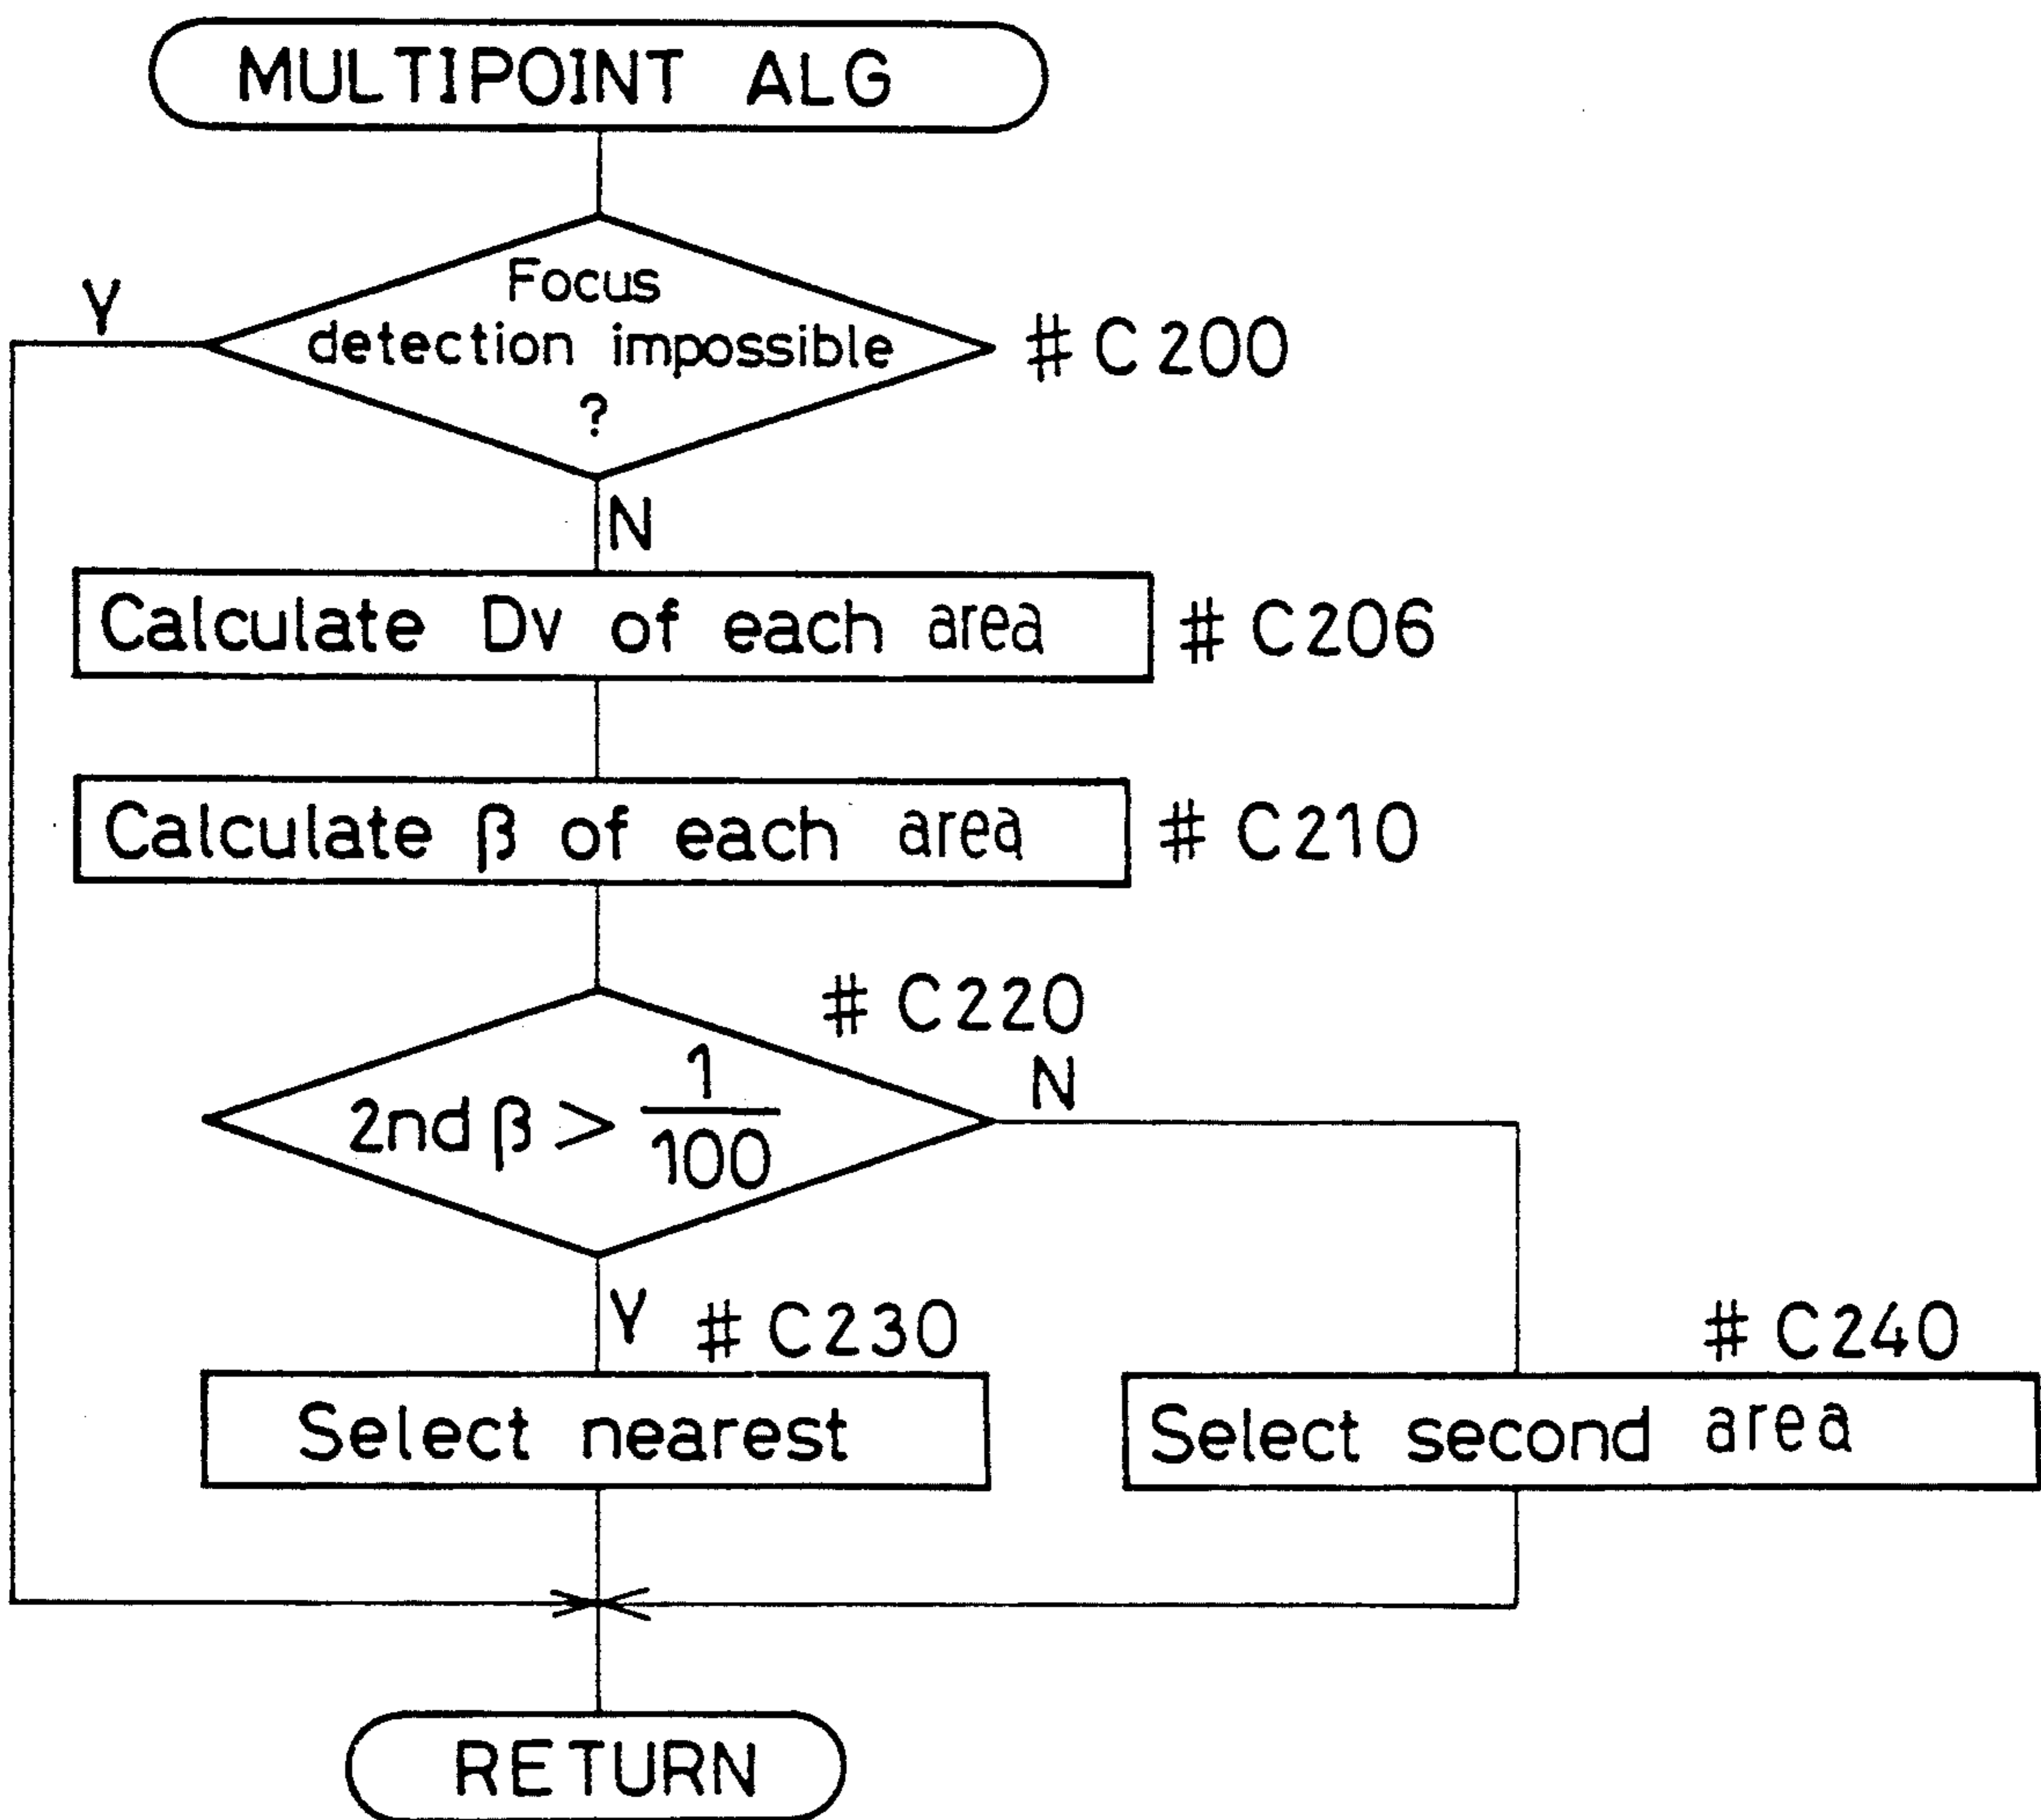 MULTIPOINT ALG
Focus
detection impossible
?
Y
# C200
N
Calculate Dv of each area
# C206
Calculate β of each area
# C210
# C220
2nd β > 1/100
N
Y
# C230
Select nearest
# C240
Select second area
RETURN